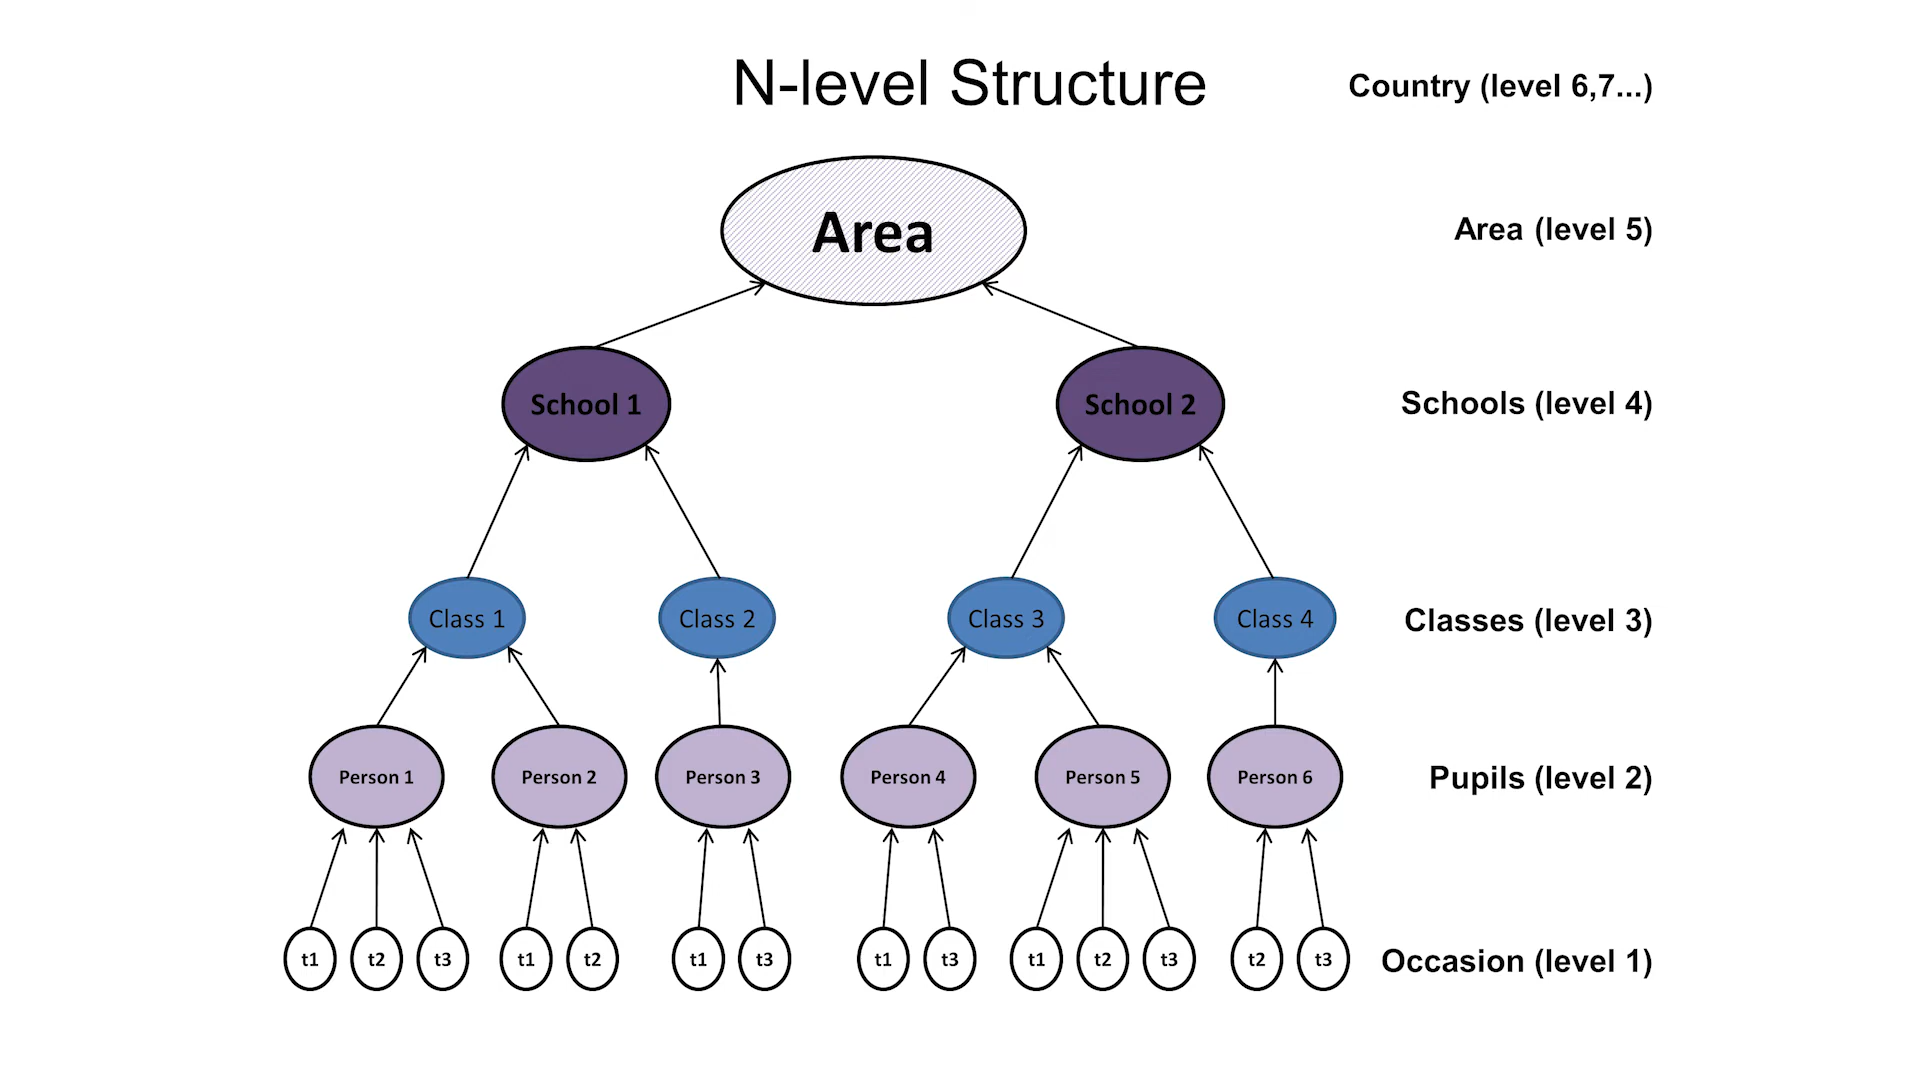 N-level Structure
Country (level 6,7...)
Area
Area (level 5)
School 1
School 2
Schools (level 4)
Class 1
Class 2
Class 3
Class 4
Classes (level 3)
Person 1
Person 2
Person 3
Person 4
Person 5
Person 6
Pupils (level 2)
t1
t2
t3
t1
t2
t1
t3
t1
t3
t1
t2
t3
t2
t3
Occasion (level 1)